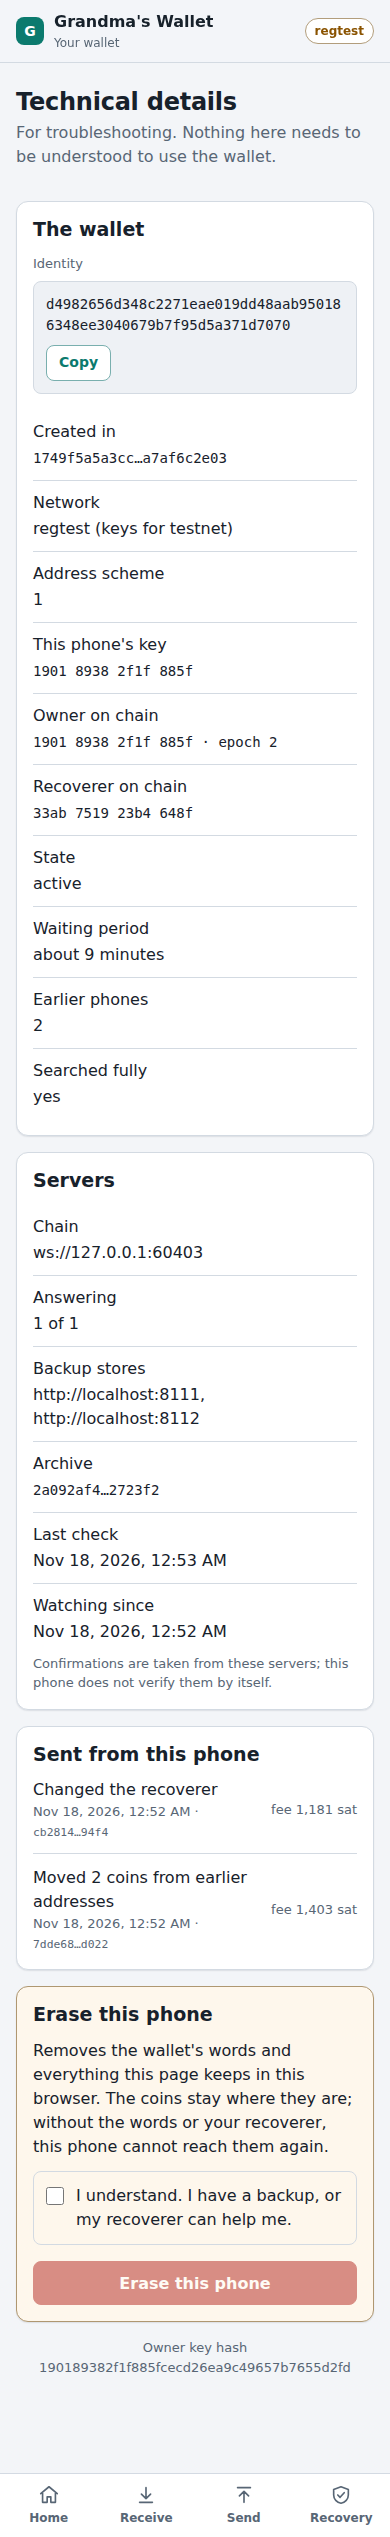 G
Grandma's Wallet
Your wallet
regtest
Technical details
For troubleshooting. Nothing here needs to
be understood to use the wallet.
The wallet
Identity
d4982656d348c2271eae019dd48aab95018
6348ee3040679b7f95d5a371d7070
Copy
Created in
1749f5a5a3cc…a7af6c2e03
Network
regtest (keys for testnet)
Address scheme
1
This phone's key
1901 8938 2f1f 885f
Owner on chain
1901 8938 2f1f 885f · epoch 2
Recoverer on chain
33ab 7519 23b4 648f
State
active
Waiting period
about 9 minutes
Earlier phones
2
Searched fully
yes
Servers
Chain
ws://127.0.0.1:60403
Answering
1 of 1
Backup stores
http://localhost:8111,
http://localhost:8112
Archive
2a092af4…2723f2
Last check
Nov 18, 2026, 12:53 AM
Watching since
Nov 18, 2026, 12:52 AM
Confirmations are taken from these servers; this
phone does not verify them by itself.
Sent from this phone
Changed the recoverer
Nov 18, 2026, 12:52 AM ·
cb2814…94f4
fee 1,181 sat
Moved 2 coins from earlier
addresses
Nov 18, 2026, 12:52 AM ·
7dde68…d022
fee 1,403 sat
Erase this phone
Removes the wallet's words and
everything this page keeps in this
browser. The coins stay where they are;
without the words or your recoverer,
this phone cannot reach them again.
I understand. I have a backup, or
my recoverer can help me.
Erase this phone
Owner key hash
190189382f1f885fcecd26ea9c49657b7655d2fd
Home
Receive
Send
Recovery